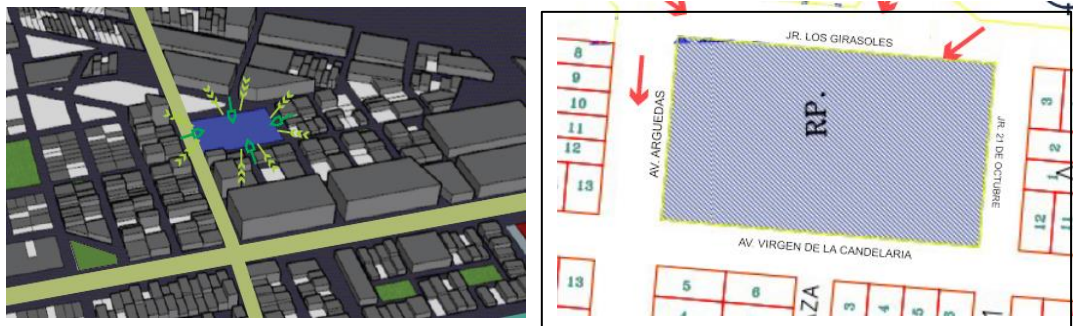 JR. LOS GIRASOLES
8
9
10
11
12
13
AV. ARGUEDAS
RP.
JR. 21 DE OCTUBRE
3
2
1
A
12
11
AV. VIRGEN DE LA CANDELARIA
13
5
6
ZA
3
4
5